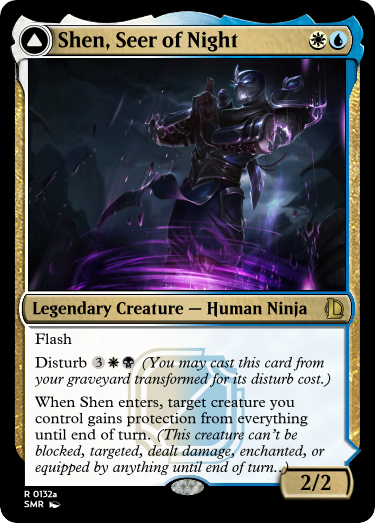 Shen, Seer of Night
Legendary Creature — Human Ninja
Flash
Disturb 3 (You may cast this card from
your graveyard transformed for its disturb cost.)
When Shen enters, target creature you
control gains protection from everything
until end of turn. (This creature can't be
blocked, targeted, dealt damage, enchanted, or
equipped by anything until end of turn..)
2/2
R 0132a
SMR